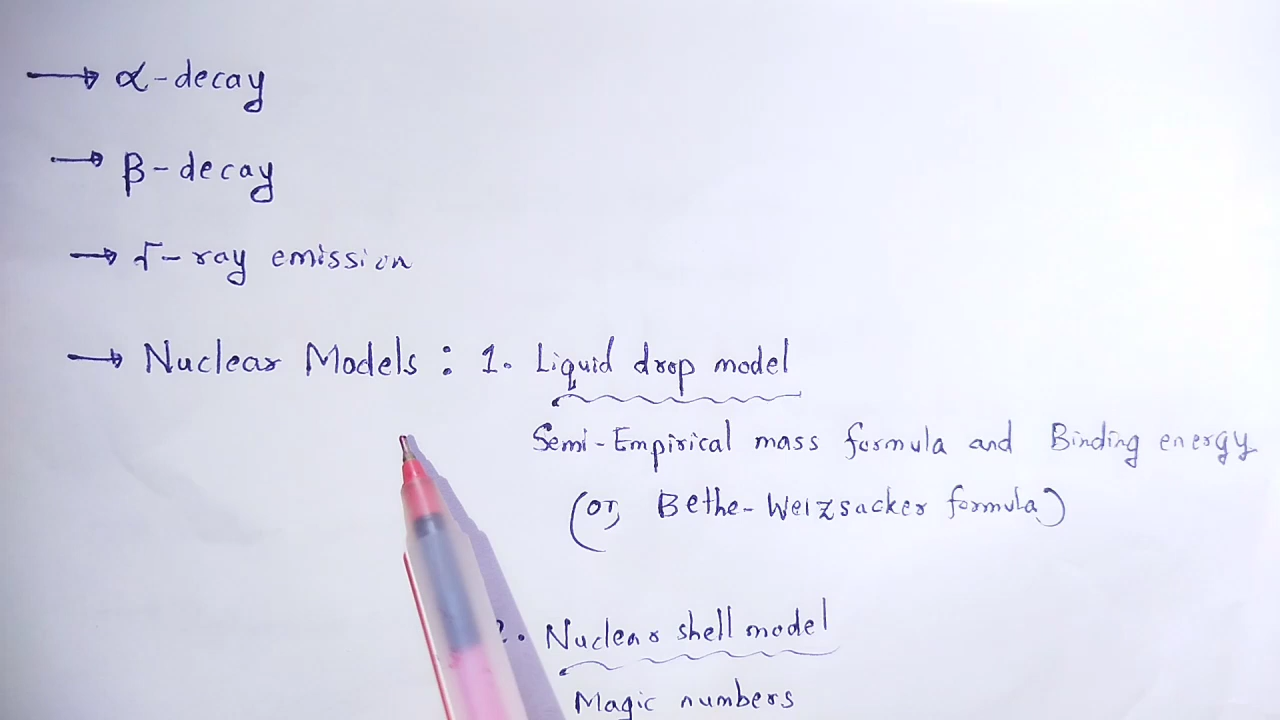 → α-decay
→ β-decay
→ γ-ray emission
→ Nuclear Models : 1. Liquid drop model
Semi-Empirical mass formula and Binding energy
(or, Bethe-Weizsacker formula)
2. Nuclear shell model
Magic numbers